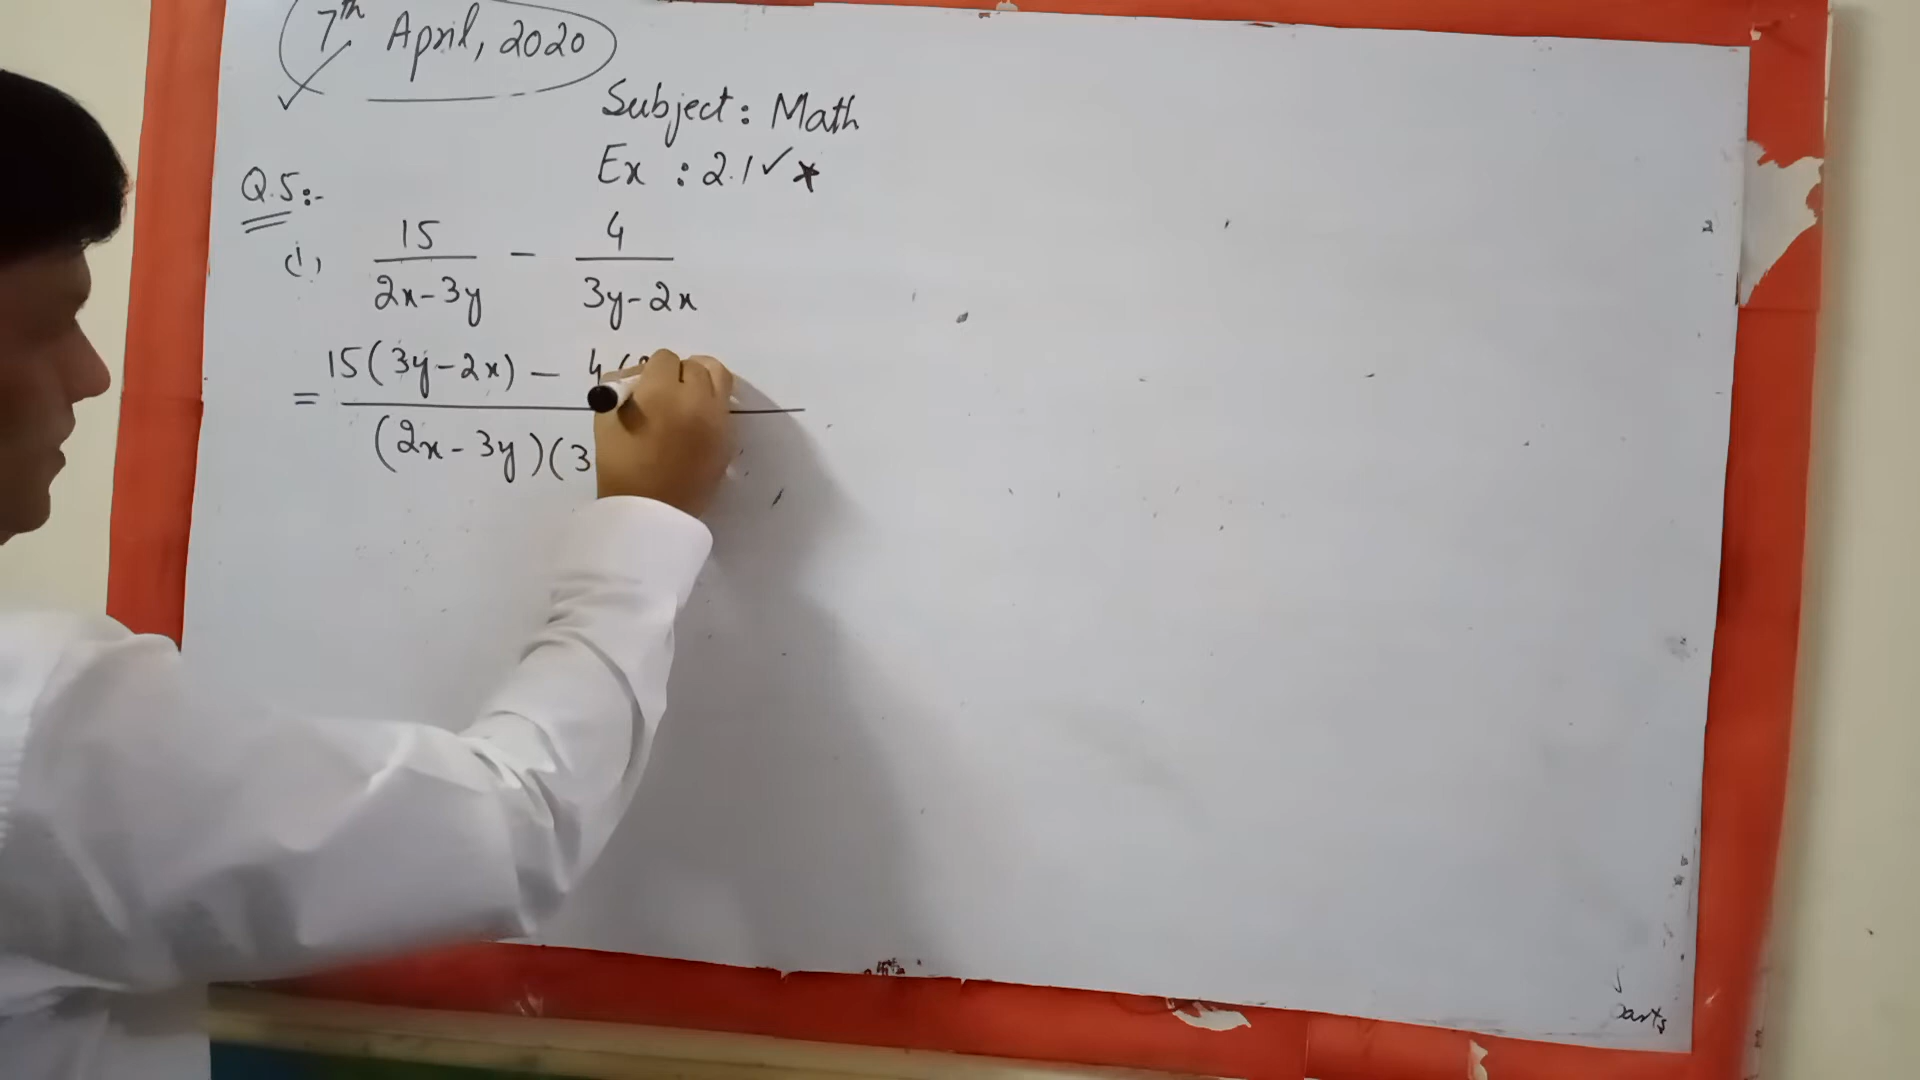 7th April, 2020
Subject: Math
Ex : 2.1 ✓ *
Q.5:-
(i) 15/(2x-3y) - 4/(3y-2x)
= 15(3y-2x) - 4(
(2x-3y)(3
parts